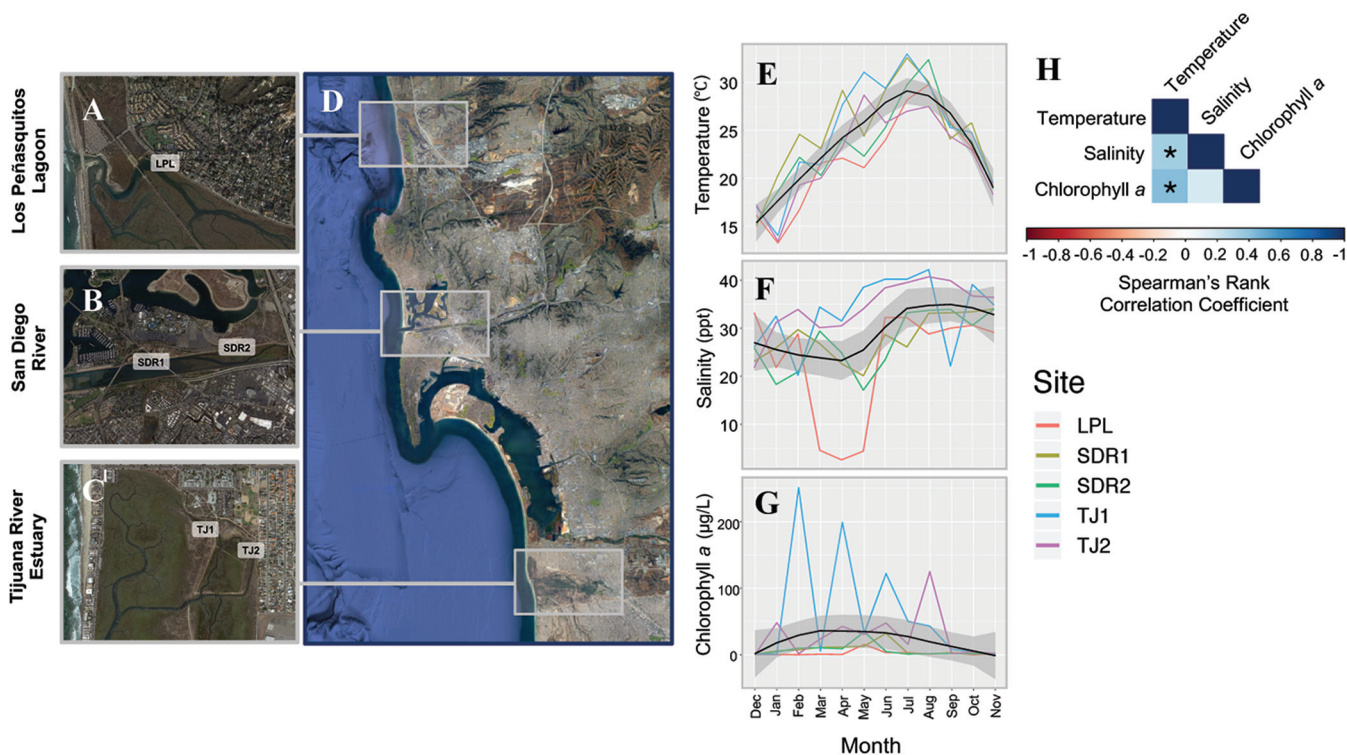 Los Peñasquitos
Lagoon
A
LPL
San Diego
River
B
SDR1
SDR2
Tijuana River
Estuary
C
TJ1
TJ2
D
E
Temperature (°C)
30
25
20
15
F
Salinity (ppt)
40
30
20
10
G
Chlorophyll a (µg/L)
200
100
0
Dec
Jan
Feb
Mar
Apr
May
Jun
Jul
Aug
Sep
Oct
Nov
Month
H
Temperature
Salinity
Chlorophyll a
Temperature
Salinity
*
Chlorophyll a
*
-1 -0.8 -0.6 -0.4 -0.2 0 0.2 0.4 0.6 0.8 -1
Spearman's Rank
Correlation Coefficient
Site
LPL
SDR1
SDR2
TJ1
TJ2